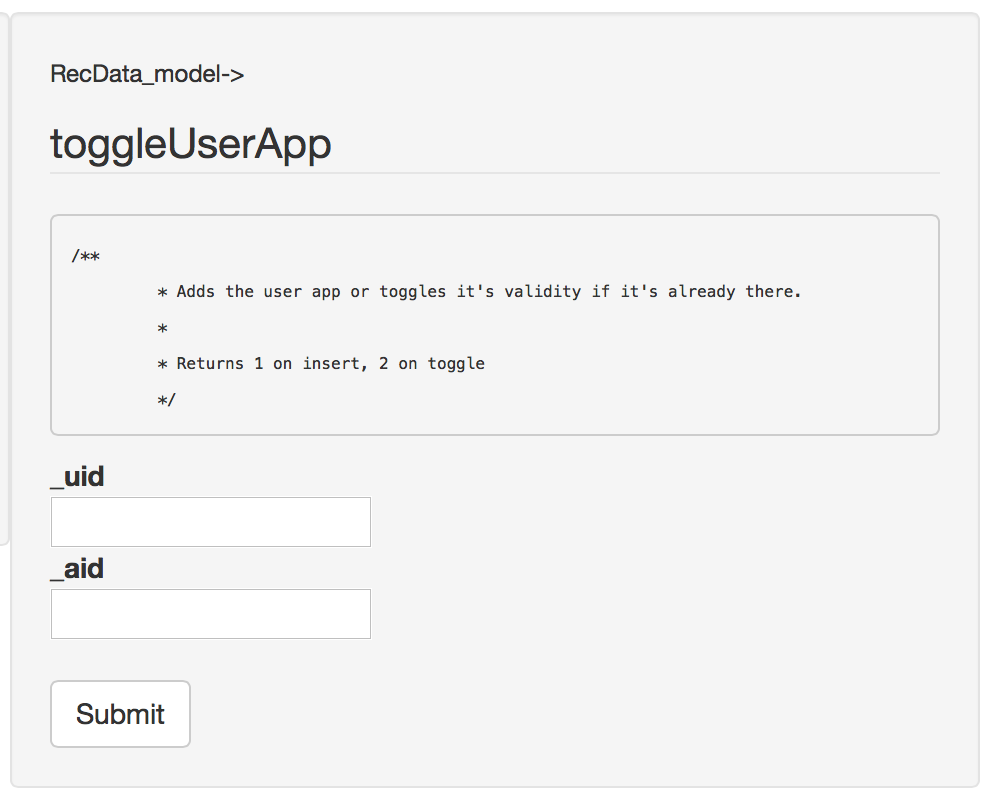 RecData_model->
toggleUserApp
/**
* Adds the user app or toggles it's validity if it's already there.
*
* Returns 1 on insert, 2 on toggle
*/
_uid
_aid
Submit